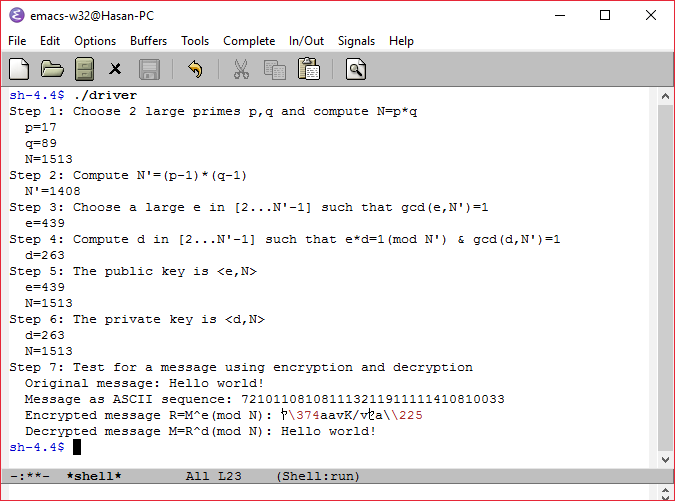 emacs-w32@Hasan-PC
File Edit Options Buffers Tools Complete In/Out Signals Help
sh-4.4$ ./driver
Step 1: Choose 2 large primes p,q and compute N=p*q
p=17
q=89
N=1513
Step 2: Compute N'=(p-1)*(q-1)
N'=1408
Step 3: Choose a large e in [2...N'-1] such that gcd(e,N')=1
e=439
Step 4: Compute d in [2...N'-1] such that e*d=1(mod N') & gcd(d,N')=1
d=263
Step 5: The public key is <e,N>
e=439
N=1513
Step 6: The private key is <d,N>
d=263
N=1513
Step 7: Test for a message using encryption and decryption
Original message: Hello world!
Message as ASCII sequence: 72101108108111321191111141081003​3
Encrypted message R=M^e(mod N): \374aavK/v a\\225
Decrypted message M=R^d(mod N): Hello world!
sh-4.4$
-:**- *shell* All L23 (Shell:run)